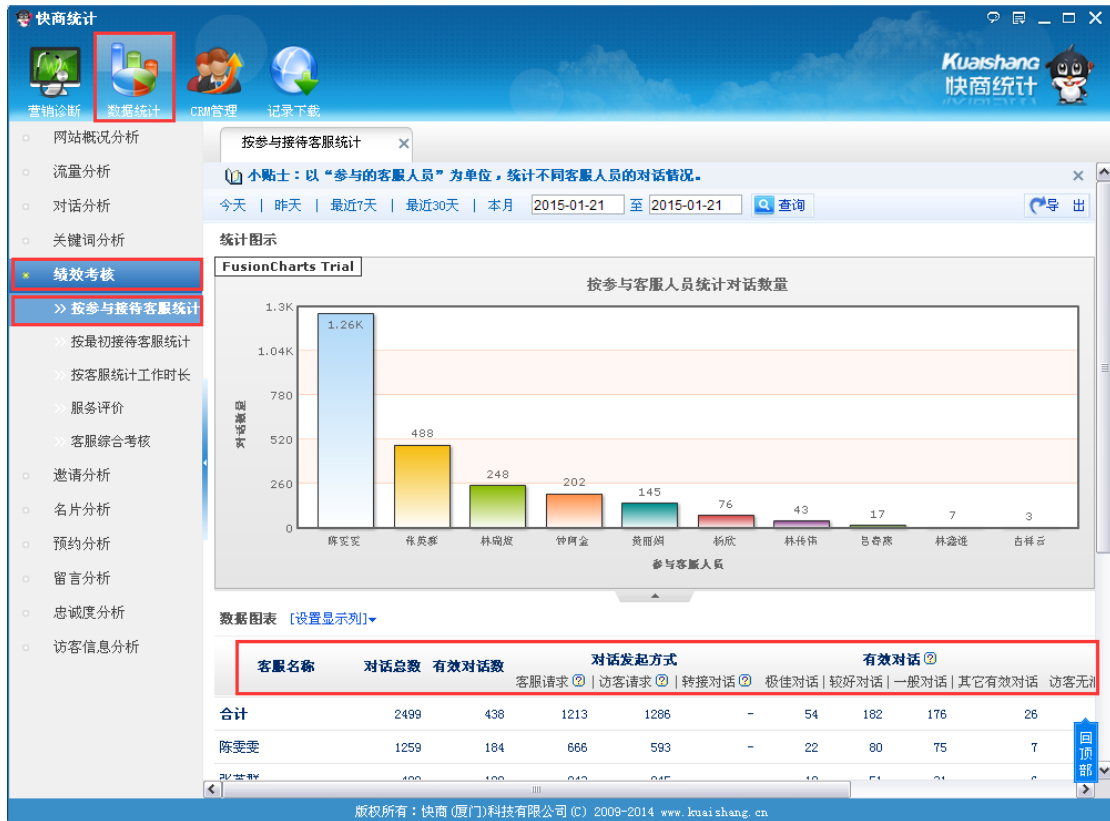 快商统计
营销诊断 数据统计 CRM管理 记录下载
Kuaishang
快商统计
网站概况分析
流量分析
对话分析
关键词分析
绩效考核
>> 按参与接待客服统计
>> 按最初接待客服统计
>> 按客服统计工作时长
>> 服务评价
>> 客服综合考核
邀请分析
名片分析
预约分析
留言分析
忠诚度分析
访客信息分析
按参与接待客服统计
小贴士：以“参与的客服人员”为单位，统计不同客服人员的对话情况。
今天 | 昨天 | 最近7天 | 最近30天 | 本月 2015-01-21 至 2015-01-21 查询 导 出
统计图示
FusionCharts Trial
按参与客服人员统计对话数量
对话数量
1.3K
1.04K
780
520
260
0
1.26K
488
248
202
145
76
43
17
7
3
陈雯雯 钟阿金 黄丽娟 杨欣 林传伟
参与客服人员
数据图表 [设置显示列]
客服名称 对话总数 有效对话数 对话发起方式 有效对话
客服请求 | 访客请求 | 转接对话 极佳对话 | 较好对话 | 一般对话 | 其它有效对话 访客无
合计 2499 438 1213 1286 - 54 182 176 26
陈雯雯 1259 184 666 593 - 22 80 75 7
回顶部
版权所有：快商(厦门)科技有限公司(C) 2009-2014 www.kuaishang.cn